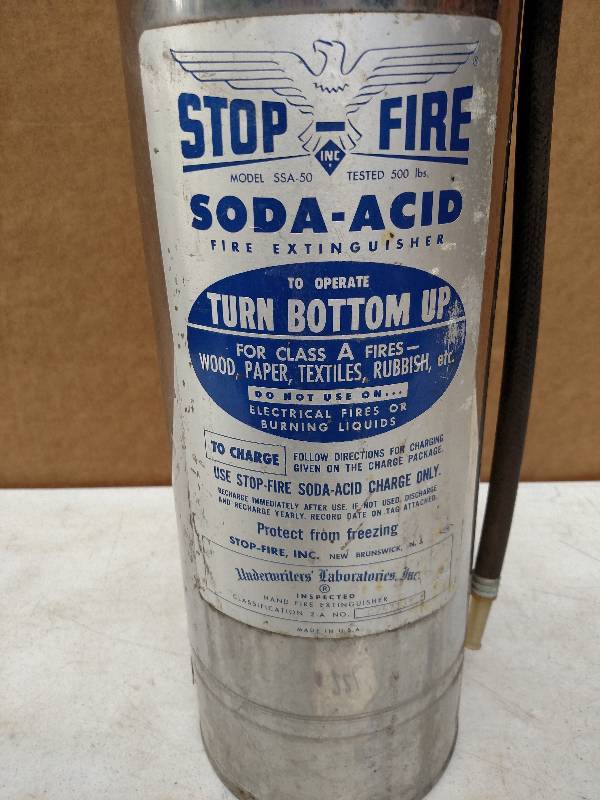 STOP FIRE
®
INC
MODEL SSA-50 TESTED 500 lbs.
SODA-ACID
FIRE EXTINGUISHER
TO OPERATE
TURN BOTTOM UP
FOR CLASS A FIRES—
WOOD, PAPER, TEXTILES, RUBBISH, etc.
DO NOT USE ON...
ELECTRICAL FIRES OR
BURNING LIQUIDS
TO CHARGE
FOLLOW DIRECTIONS FOR CHARGING
GIVEN ON THE CHARGE PACKAGE.
USE STOP-FIRE SODA-ACID CHARGE ONLY.
RECHARGE IMMEDIATELY AFTER USE. IF NOT USED, DISCHARGE
AND RECHARGE YEARLY. RECORD DATE ON TAG ATTACHED.
Protect from freezing
STOP-FIRE, INC. NEW BRUNSWICK, N. J.
Underwriters' Laboratories, Inc.
®
INSPECTED
HAND FIRE EXTINGUISHER
CLASSIFICATION 2-A NO.
MADE IN U.S.A.